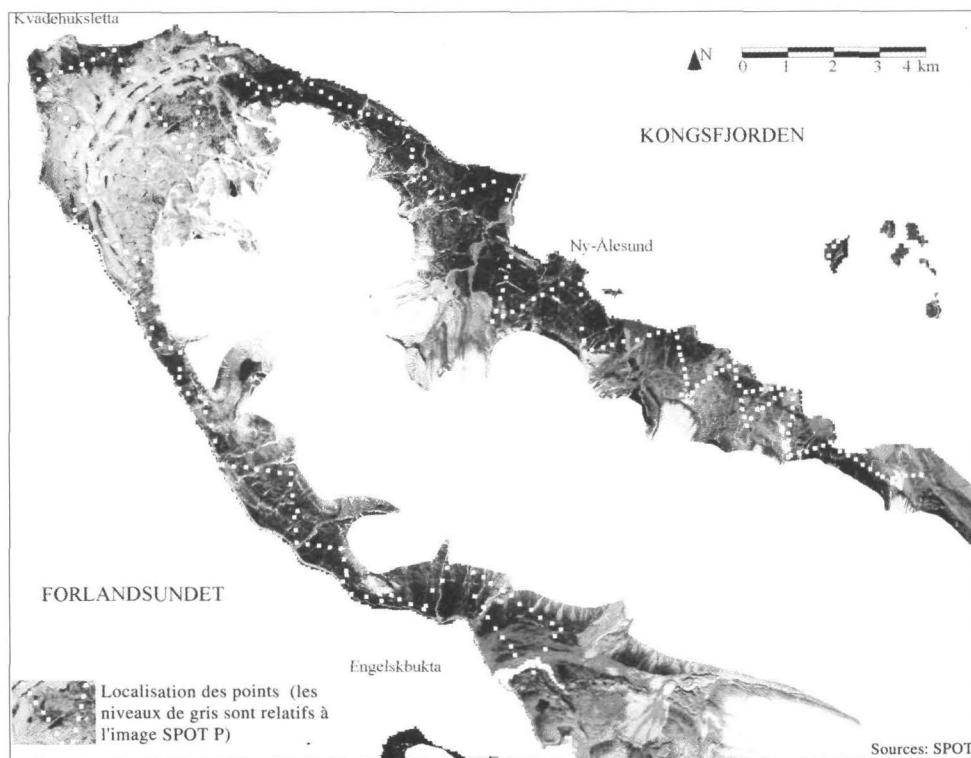 Kvadehuksletta
N
0 1 2 3 4 km
KONGSFJORDEN
Ny-Ålesund
FORLANDSUNDET
Engelskbukta
Localisation des points (les
niveaux de gris sont relatifs à
l'image SPOT P)
Sources: SPOT